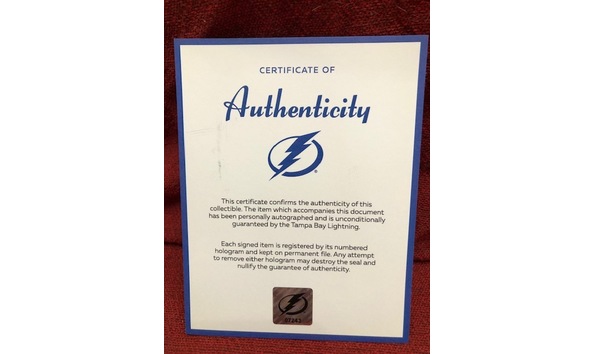 CERTIFICATE OF
Authenticity
This certificate confirms the authenticity of this
collectible. The item which accompanies this document
has been personally autographed and is unconditionally
guaranteed by the Tampa Bay Lightning.
Each signed item is registered by its numbered
hologram and kept on permanent file. Any attempt
to remove either hologram may destroy the seal and
nullify the guarantee of authenticity.